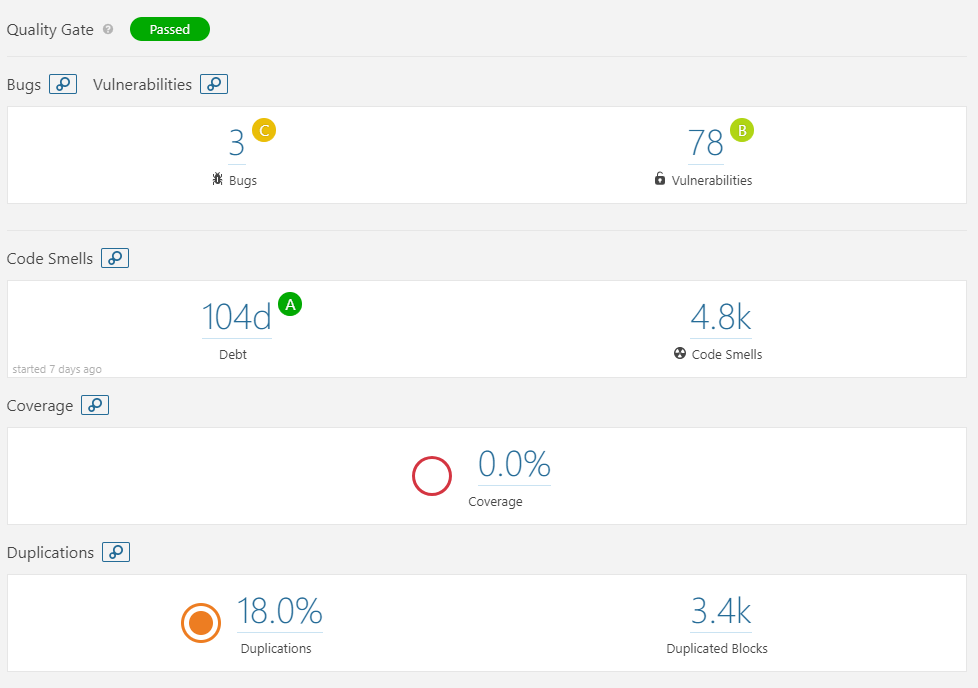 Quality Gate ? Passed
Bugs Vulnerabilities
3 C 78 B
Bugs Vulnerabilities
Code Smells
104d A 4.8k
Debt Code Smells
started 7 days ago
Coverage
0.0%
Coverage
Duplications
18.0% 3.4k
Duplications Duplicated Blocks